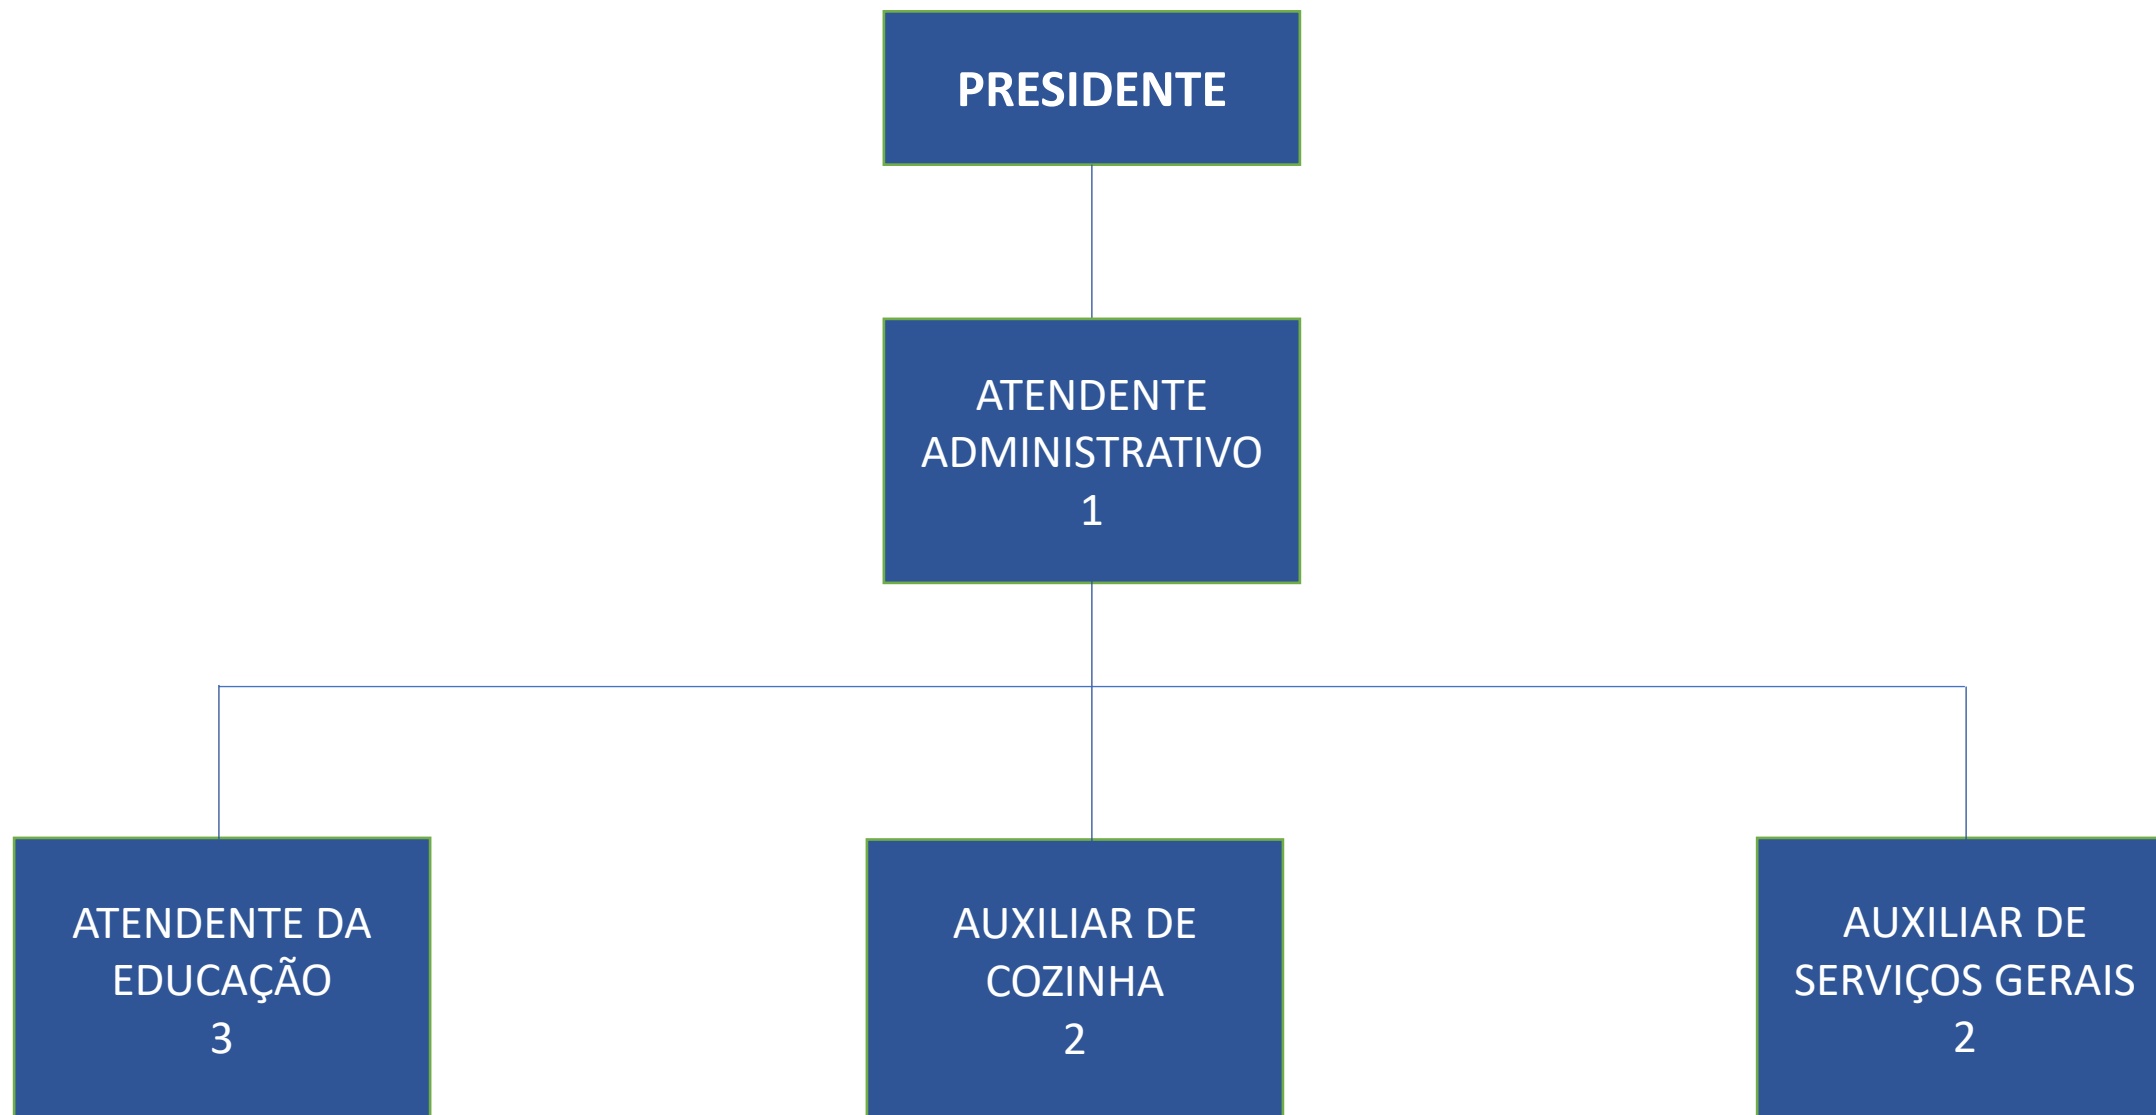 PRESIDENTE
ATENDENTE
ADMINISTRATIVO
1
ATENDENTE DA
EDUCAÇÃO
3
AUXILIAR DE
COZINHA
2
AUXILIAR DE
SERVIÇOS GERAIS
2